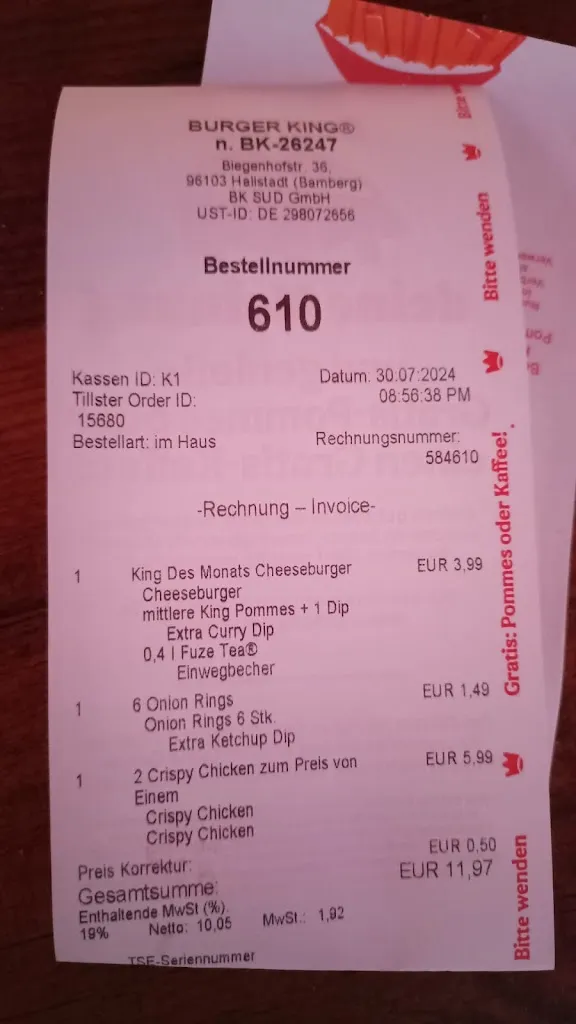 BURGER KING®
n. BK-26247
Biegenhofstr. 36,
96103 Hallstadt (Bamberg)
BK SUD GmbH
UST-ID: DE 298072656
Bestellnummer
610
Kassen ID: K1
Datum: 30:07:2024
Tillster Order ID:
08:56:38 PM
15680
Bestellart: im Haus
Rechnungsnummer:
584610
-Rechnung – Invoice-
1 King Des Monats Cheeseburger EUR 3,99
Cheeseburger
mittlere King Pommes + 1 Dip
Extra Curry Dip
0,4 l Fuze Tea®
Einwegbecher
1 6 Onion Rings EUR 1,49
Onion Rings 6 Stk.
Extra Ketchup Dip
1 2 Crispy Chicken zum Preis von EUR 5,99
Einem
Crispy Chicken
Crispy Chicken
Preis Korrektur: EUR 0,50
Gesamtsumme: EUR 11,97
Enthaltende MwSt (%).
19% Netto: 10,05 MwSt.: 1,92
TSE-Seriennummer
Bitte wenden
Gratis: Pommes oder Kaffee!
Bitte wenden
Bitte